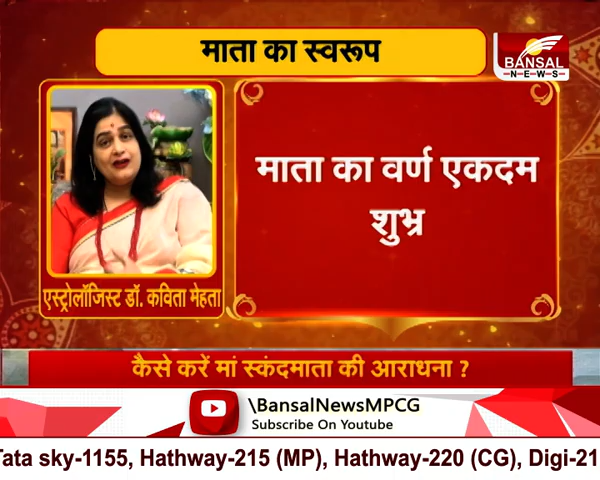 माता का स्वरूप
BANSAL
NEWS
माता का वर्ण एकदम
शुभ्र
एस्ट्रोलॉजिस्ट डॉ. कविता मेहता
कैसे करें मां स्कंदमाता की आराधना ?
\BansalNewsMPCG
Subscribe On Youtube
Tata sky-1155, Hathway-215 (MP), Hathway-220 (CG), Digi-21